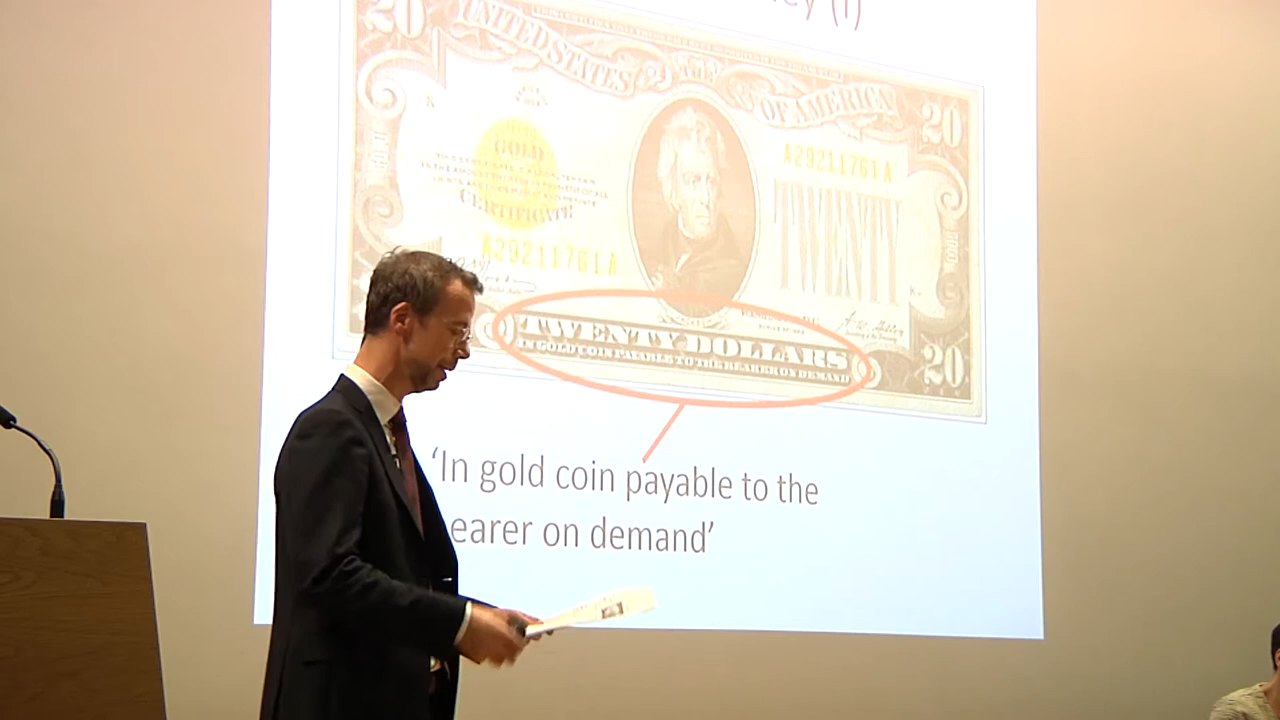 ey (I)
20
UNITED STATES
OF AMERICA
20
A29211761A
GOLD
CERTIFICATE
TWENTY
A29211761A
TWENTY DOLLARS
IN GOLD COIN PAYABLE TO THE BEARER ON DEMAND
20
'In gold coin payable to the
earer on demand'